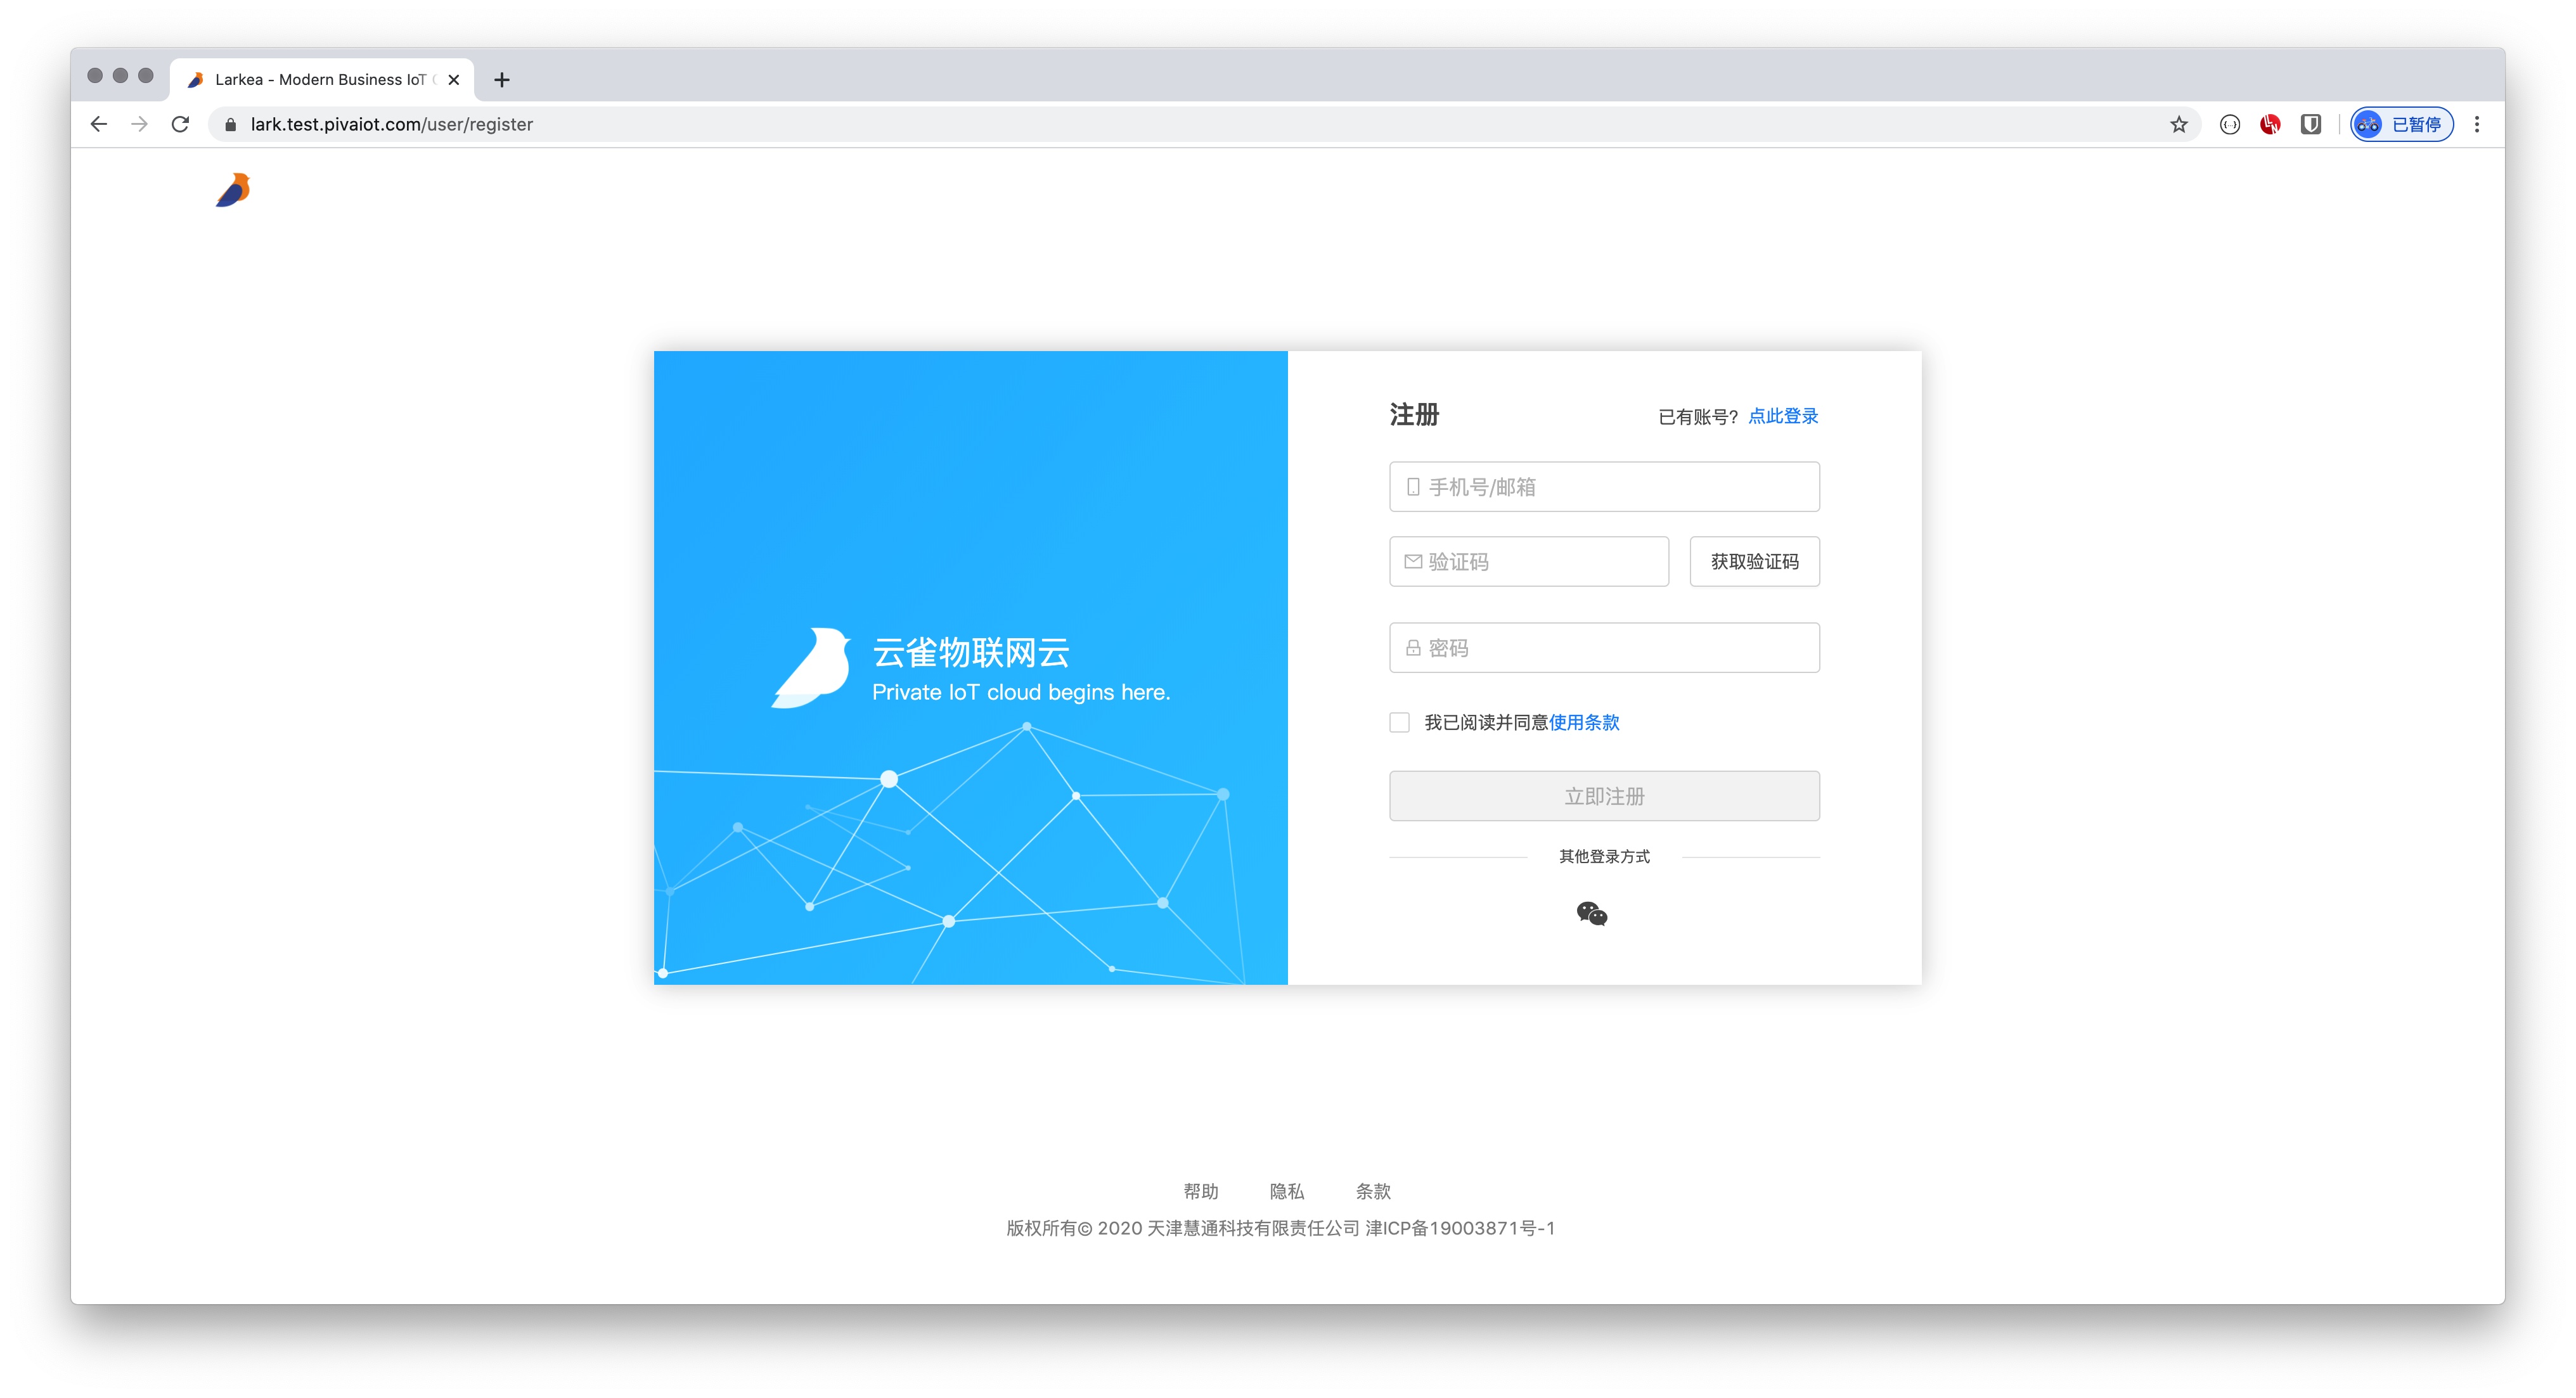 Larkea - Modern Business IoT
lark.test.pivaiot.com/user/register
已暂停
注册
已有账号? 点此登录
手机号/邮箱
验证码
获取验证码
云雀物联网云
Private IoT cloud begins here.
密码
我已阅读并同意使用条款
立即注册
其他登录方式
帮助 隐私 条款
版权所有© 2020 天津慧通科技有限责任公司 津ICP备19003871号-1